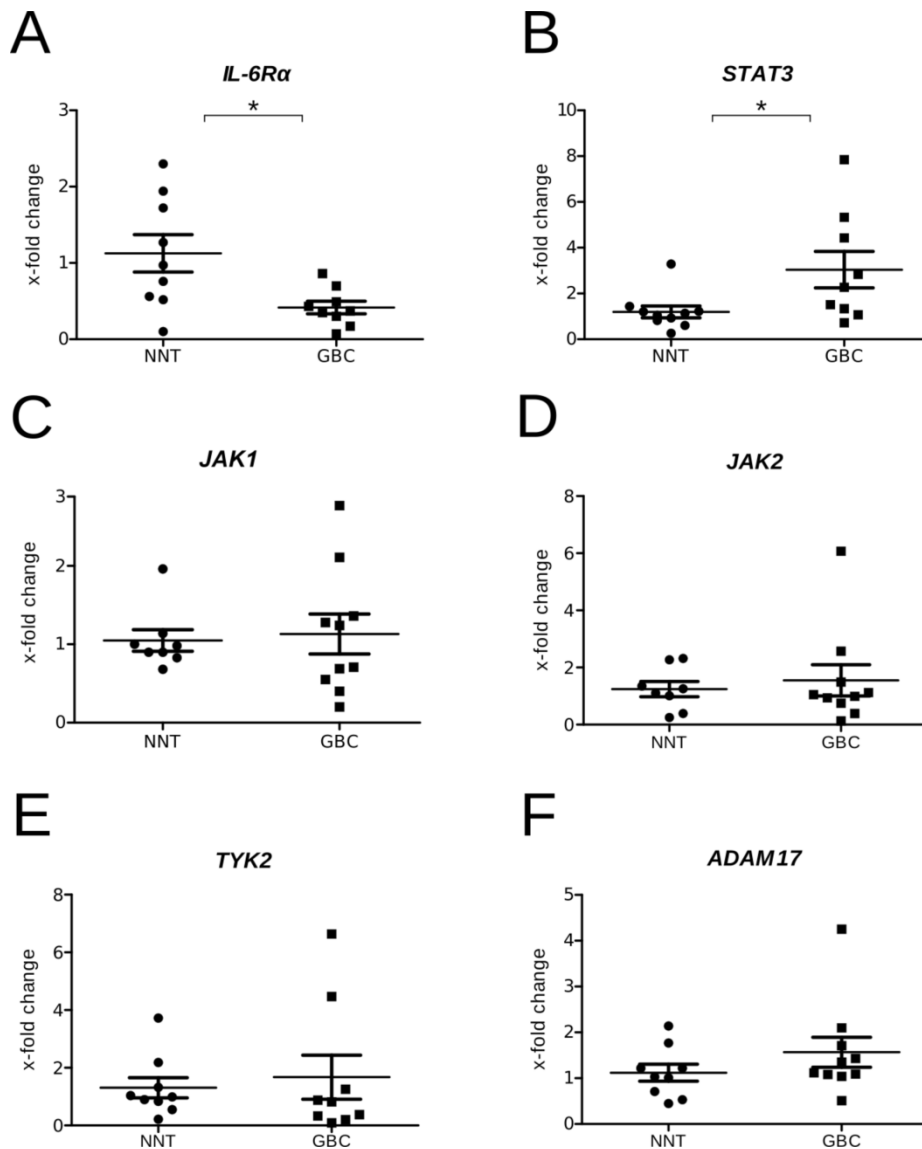 A
IL-6Rα
x-fold change
3
*
2
1
0
NNT
GBC
B
STAT3
x-fold change
10
*
8
6
4
2
0
NNT
GBC
C
JAK1
x-fold change
3
2
1
0
NNT
GBC
D
JAK2
x-fold change
8
6
4
2
0
NNT
GBC
E
TYK2
x-fold change
8
6
4
2
0
NNT
GBC
F
ADAM17
x-fold change
5
4
3
2
1
0
NNT
GBC